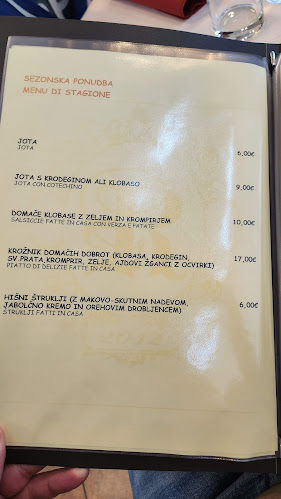 SEZONSKA PONUDBA
MENU DI STAGIONE
JOTA 6,00€
JOTA
JOTA S KRODEGINOM ALI KLOBASO 9,00€
JOTA CON COTECHINO
DOMAČE KLOBASE Z ZELJEM IN KROMPIRJEM 10,00€
SALSICCIE FATTE IN CASA CON VERZA E PATATE
KROŽNIK DOMAČIH DOBROT (KLOBASA, KRODEGIN, 17,00€
SV.PRATA,KROMPRIR, ZELJE, AJDOVI ŽGANCI Z OCVIRKI)
PIATTO DI DELIZIE FATTE IN CASA
HIŠNI ŠTRUKLJI (Z MAKOVO-SKUTNIM NADEVOM, 6,00€
JABOLČNO KREMO IN OREHOVIM DROBLJENCEM)
STRUKLJI FATTI IN CASA